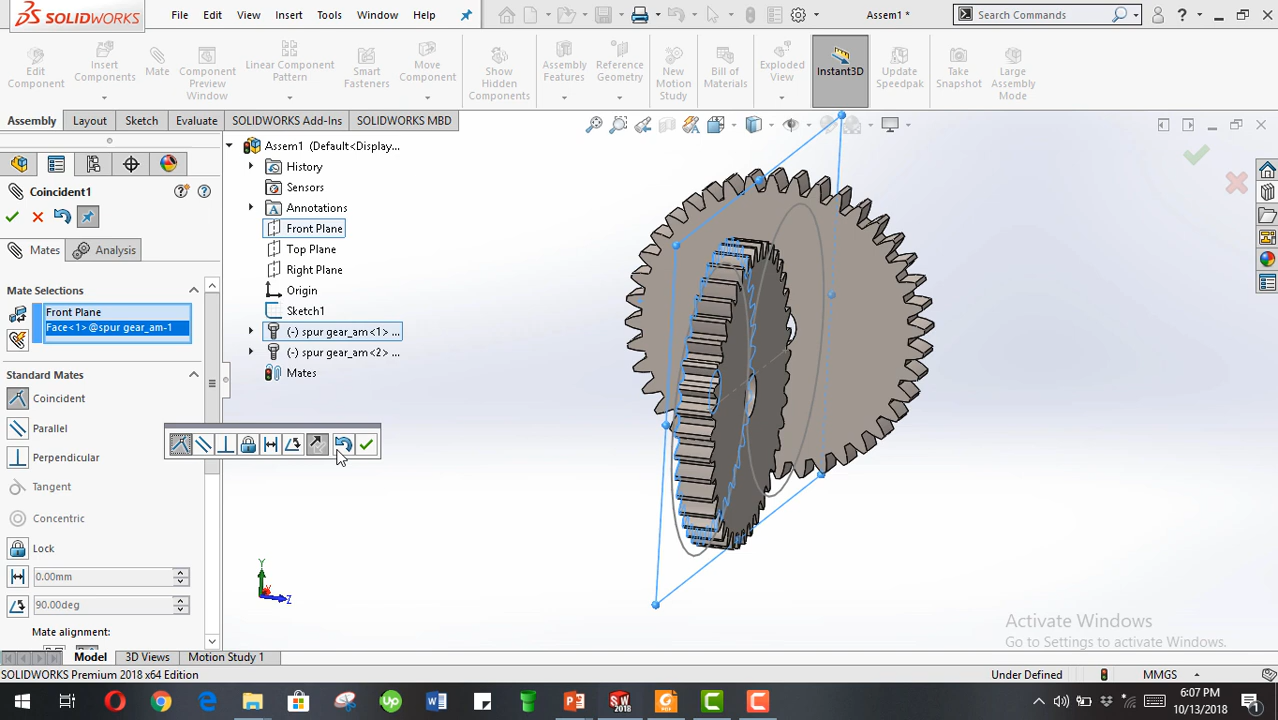 SOLIDWORKS
File
Edit
View
Insert
Tools
Window
Help
Assem1 *
Search Commands
Edit
Component
Insert
Components
Mate
Component
Preview
Window
Linear Component
Pattern
Smart
Fasteners
Move
Component
Show
Hidden
Components
Assembly
Features
Reference
Geometry
New
Motion
Study
Bill of
Materials
Exploded
View
Instant3D
Update
Speedpak
Take
Snapshot
Large
Assembly
Mode
Assembly
Layout
Sketch
Evaluate
SOLIDWORKS Add-Ins
SOLIDWORKS MBD
Coincident1
Mates
Analysis
Mate Selections
Front Plane
Face<1>@spur gear_am-1
Standard Mates
Coincident
Parallel
Perpendicular
Tangent
Concentric
Lock
0.00mm
90.00deg
Mate alignment:
Assem1 (Default<Display...
History
Sensors
Annotations
Front Plane
Top Plane
Right Plane
Origin
Sketch1
(-) spur gear_am<1> ...
(-) spur gear_am<2> ...
Mates
Y
Z
Activate Windows
Go to Settings to activate Windows.
Model
3D Views
Motion Study 1
SOLIDWORKS Premium 2018 x64 Edition
Under Defined
MMGS
6:07 PM
10/13/2018